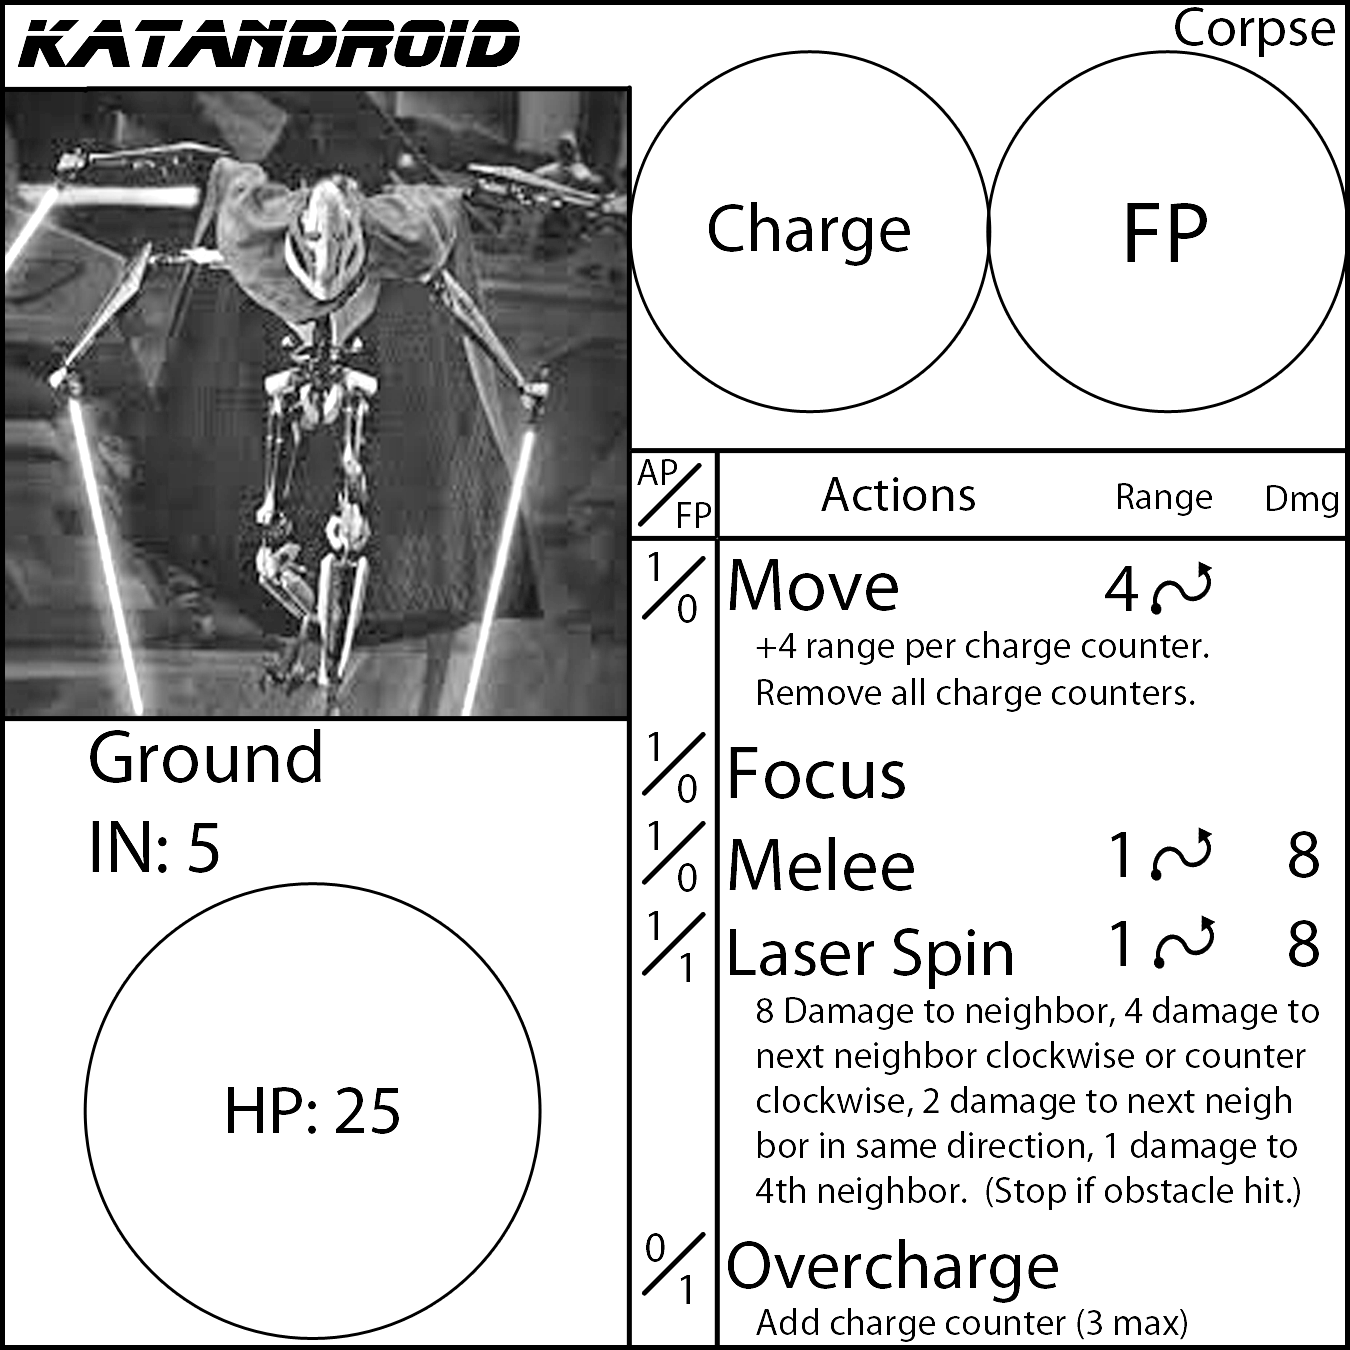 KATANDROID
Corpse
Charge
FP
Ground
IN: 5
HP: 25
AP/FP Actions Range Dmg
1/0 Move 4
+4 range per charge counter.
Remove all charge counters.
1/0 Focus
1/0 Melee 1 8
1/1 Laser Spin 1 8
8 Damage to neighbor, 4 damage to
next neighbor clockwise or counter
clockwise, 2 damage to next neigh
bor in same direction, 1 damage to
4th neighbor.  (Stop if obstacle hit.)
0/1 Overcharge
Add charge counter (3 max)